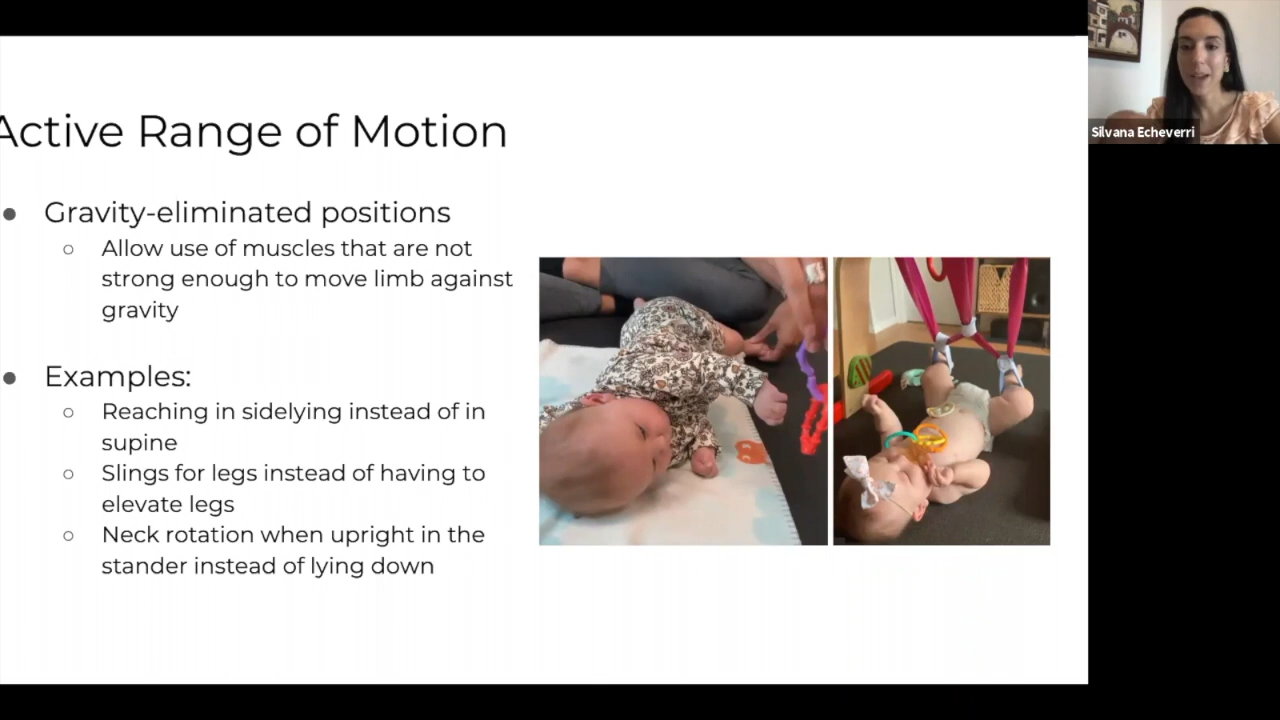 Active Range of Motion
● Gravity-eliminated positions
○ Allow use of muscles that are not
strong enough to move limb against
gravity
● Examples:
○ Reaching in sidelying instead of in
supine
○ Slings for legs instead of having to
elevate legs
○ Neck rotation when upright in the
stander instead of lying down
Silvana Echeverri